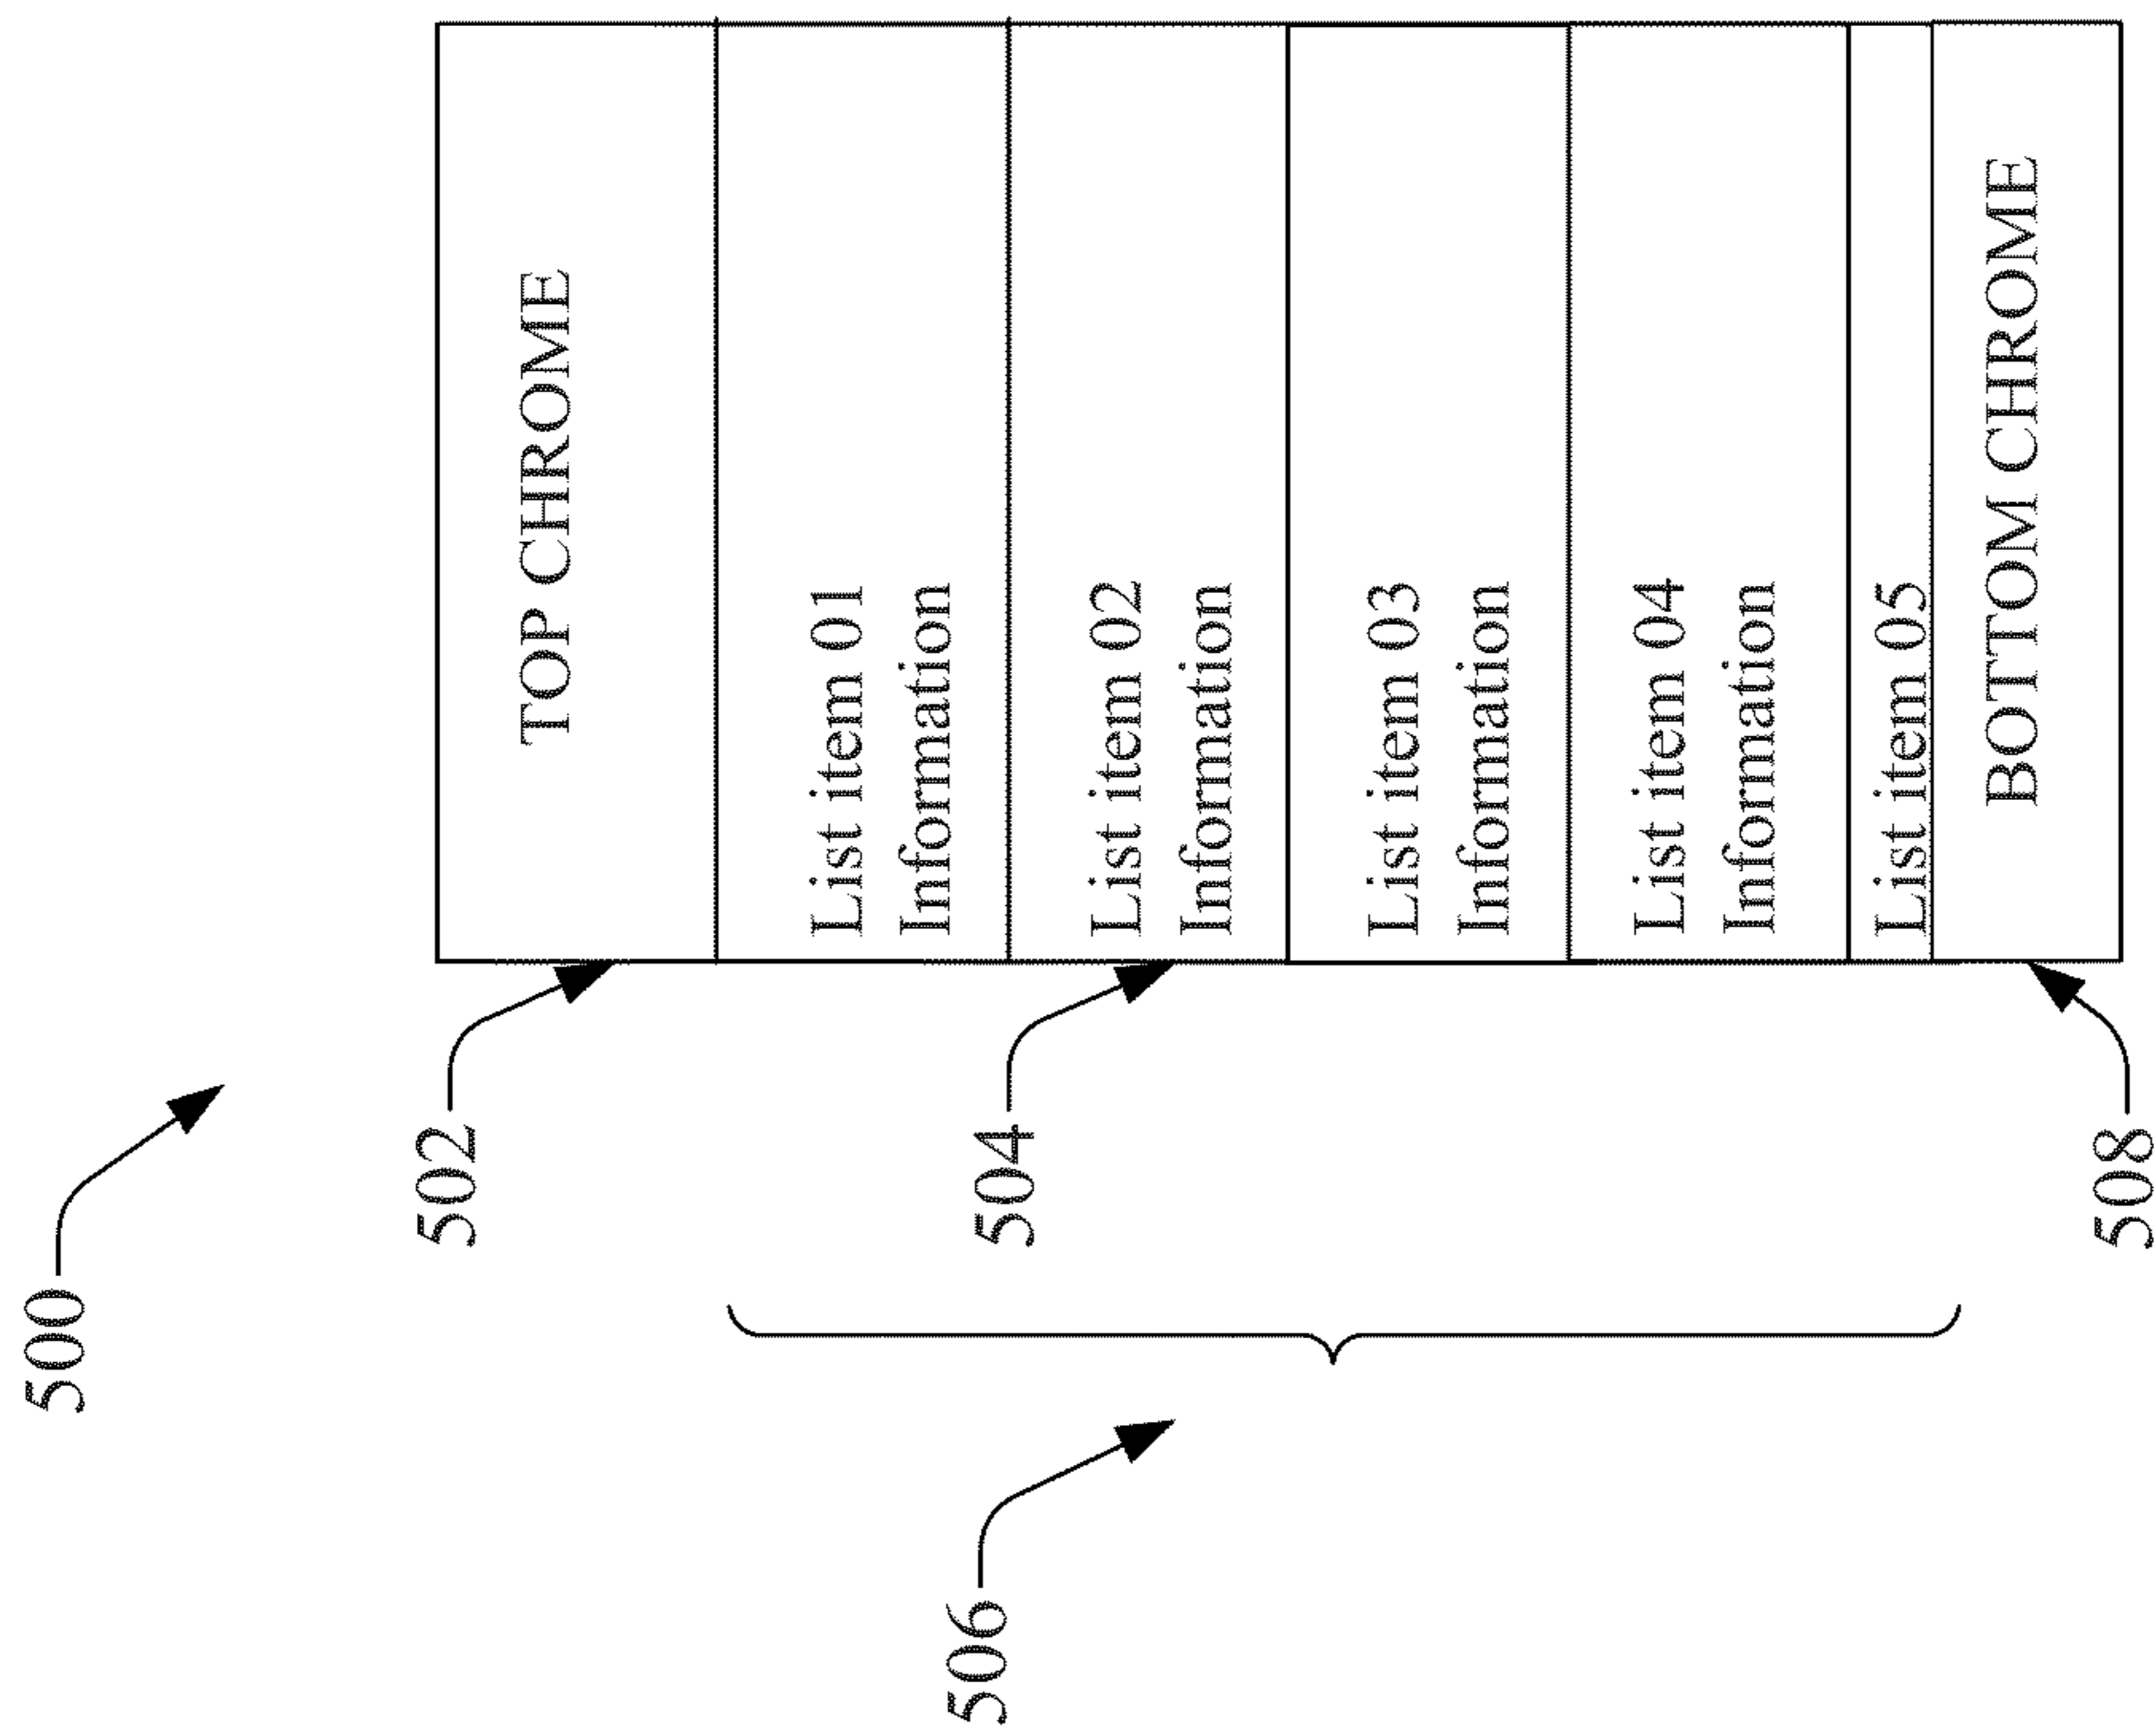 500
502
TOP CHROME
List item 01
Information
504
List item 02
Information
506
List item 03
Information
List item 04
Information
List item 05
508
BOTTOM CHROME